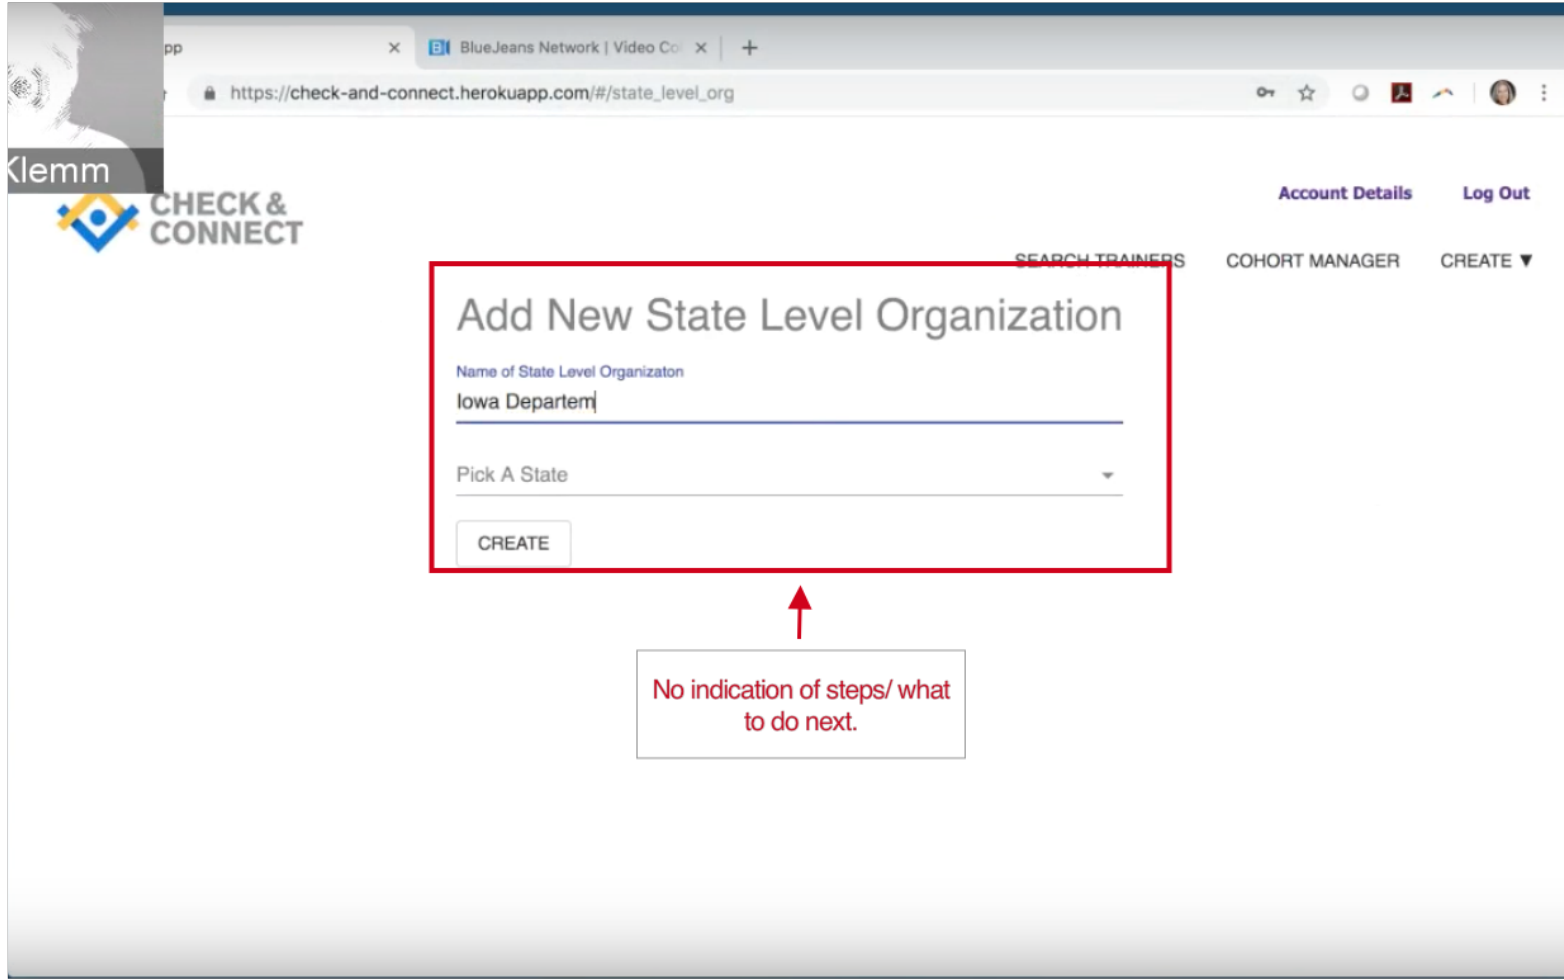 pp
BlueJeans Network | Video Co
https://check-and-connect.herokuapp.com/#/state_level_org
Klemm
CHECK &
CONNECT
Account Details Log Out
SEARCH TRAINERS COHORT MANAGER CREATE ▼
Add New State Level Organization
Name of State Level Organizaton
Iowa Departem
Pick A State
CREATE
No indication of steps/ what
to do next.